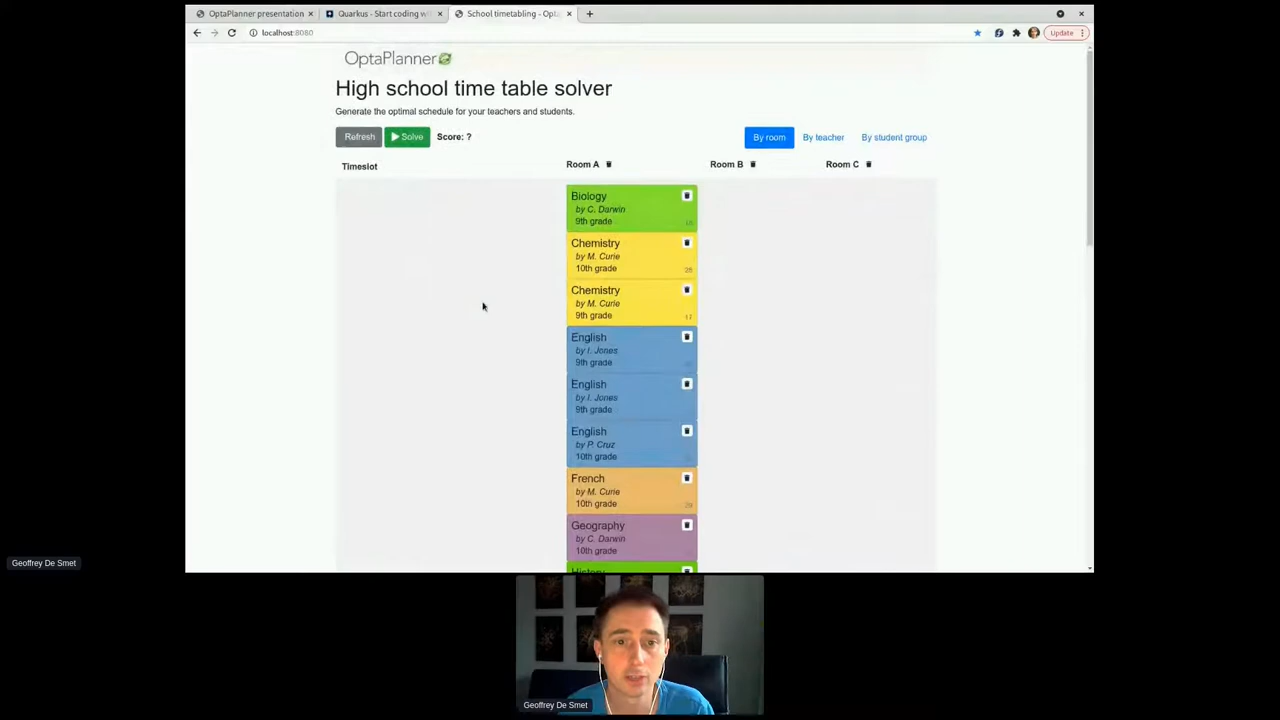 OptaPlanner presentation
Quarkus - Start coding wi
School timetabling - Opta
localhost:8080
Update
OptaPlanner
High school time table solver
Generate the optimal schedule for your teachers and students.
Refresh
Solve
Score: ?
By room
By teacher
By student group
Timeslot
Room A
Room B
Room C
Biology
by C. Darwin
9th grade
Chemistry
by M. Curie
10th grade
Chemistry
by M. Curie
9th grade
English
by I. Jones
9th grade
English
by I. Jones
9th grade
English
by P. Cruz
10th grade
French
by M. Curie
10th grade
Geography
by C. Darwin
10th grade
History
Geoffrey De Smet
Geoffrey De Smet